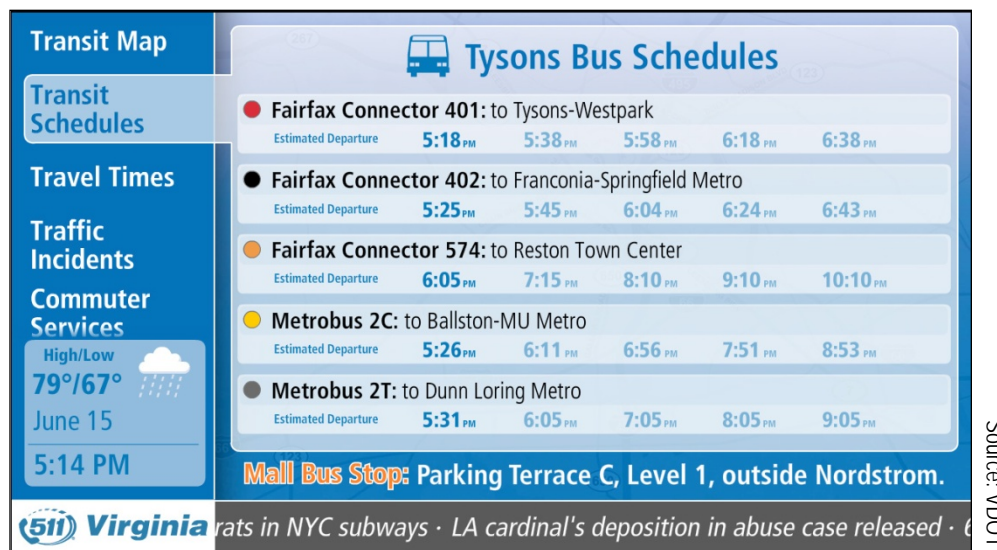 Transit Map
Transit
Schedules
Travel Times
Traffic
Incidents
Commuter
Services
High/Low
79°/67°
June 15
5:14 PM
267
123
Tysons Bus Schedules
Fairfax Connector 401: to Tysons-Westpark
Estimated Departure 5:18 PM 5:38 PM 5:58 PM 6:18 PM 6:38 PM
Fairfax Connector 402: to Franconia-Springfield Metro
Estimated Departure 5:25 PM 5:45 PM 6:04 PM 6:24 PM 6:43 PM
Fairfax Connector 574: to Reston Town Center
Estimated Departure 6:05 PM 7:15 PM 8:10 PM 9:10 PM 10:10 PM
Metrobus 2C: to Ballston-MU Metro
Estimated Departure 5:26 PM 6:11 PM 6:56 PM 7:51 PM 8:53 PM
Metrobus 2T: to Dunn Loring Metro
Estimated Departure 5:31 PM 6:05 PM 7:05 PM 8:05 PM 9:05 PM
123
Mall Bus Stop: Parking Terrace C, Level 1, outside Nordstrom.
511 Virginia rats in NYC subways · LA cardinal's deposition in abuse case released ·
Source: VDOT